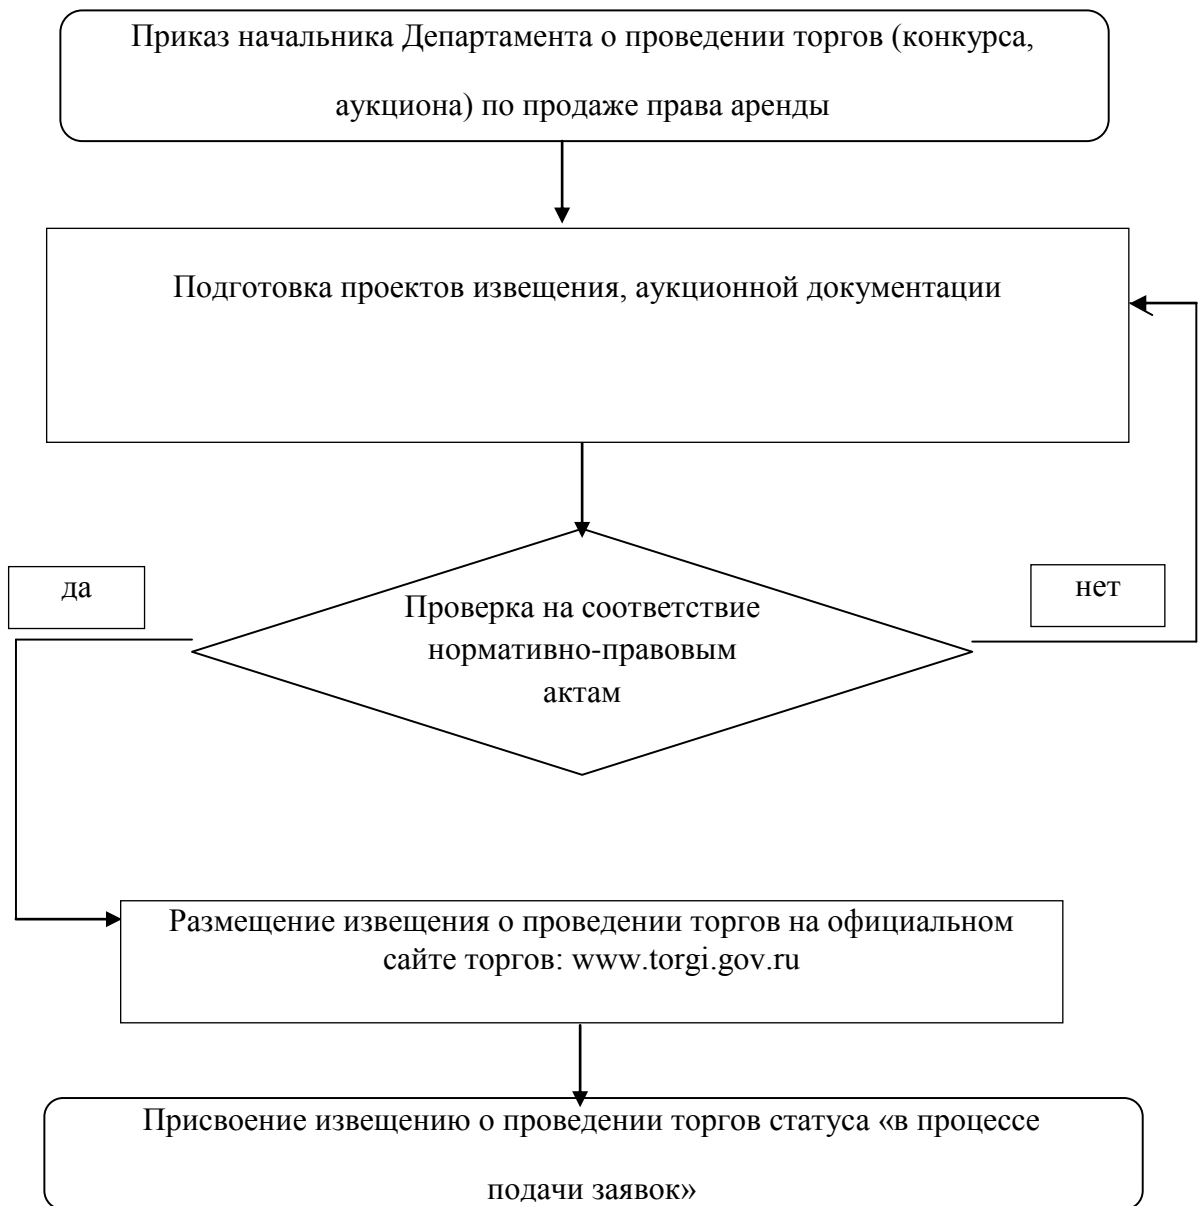 Приказ начальника Департамента о проведении торгов (конкурса,
аукциона) по продаже права аренды
Подготовка проектов извещения, аукционной документации
да
нет
Проверка на соответствие
нормативно-правовым
актам
Размещение извещения о проведении торгов на официальном
сайте торгов: www.torgi.gov.ru
Присвоение извещению о проведении торгов статуса «в процессе
подачи заявок»